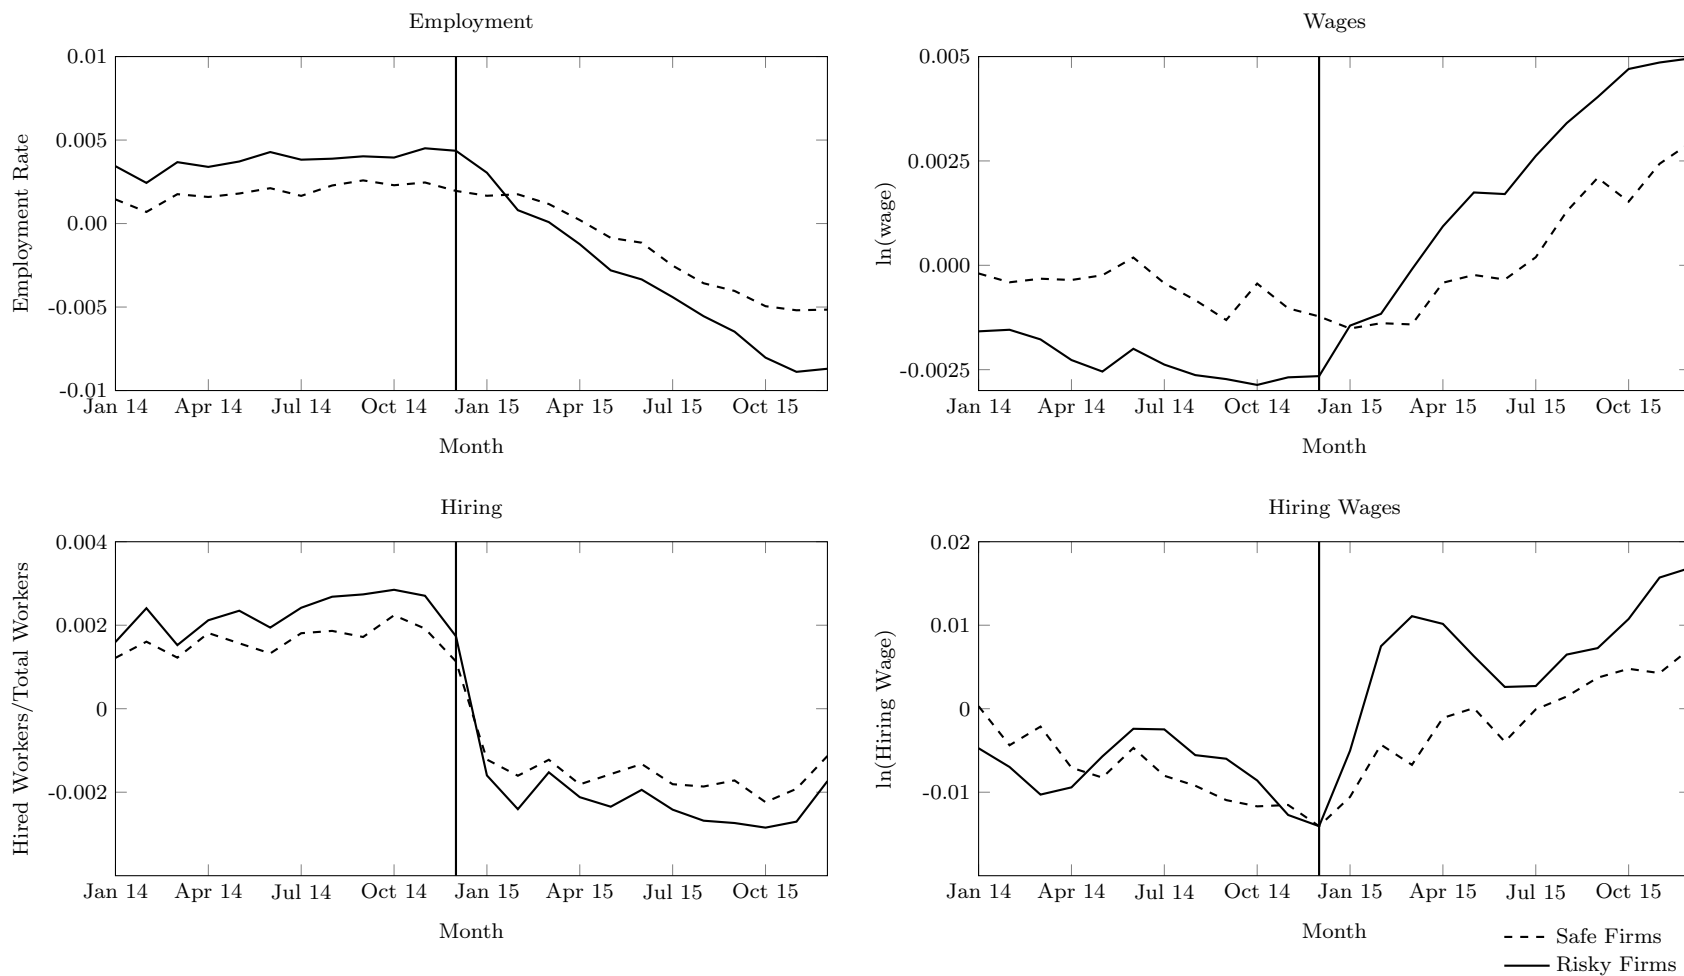 Employment
Employment Rate
0.01
0.005
0.00
-0.005
-0.01
Jan 14 Apr 14 Jul 14 Oct 14 Jan 15 Apr 15 Jul 15 Oct 15
Month
Wages
ln(wage)
0.005
0.0025
0.000
-0.0025
Jan 14 Apr 14 Jul 14 Oct 14 Jan 15 Apr 15 Jul 15 Oct 15
Month
Hiring
Hired Workers/Total Workers
0.004
0.002
0
-0.002
Jan 14 Apr 14 Jul 14 Oct 14 Jan 15 Apr 15 Jul 15 Oct 15
Month
Hiring Wages
ln(Hiring Wage)
0.02
0.01
0
-0.01
Jan 14 Apr 14 Jul 14 Oct 14 Jan 15 Apr 15 Jul 15 Oct 15
Month
Safe Firms
Risky Firms